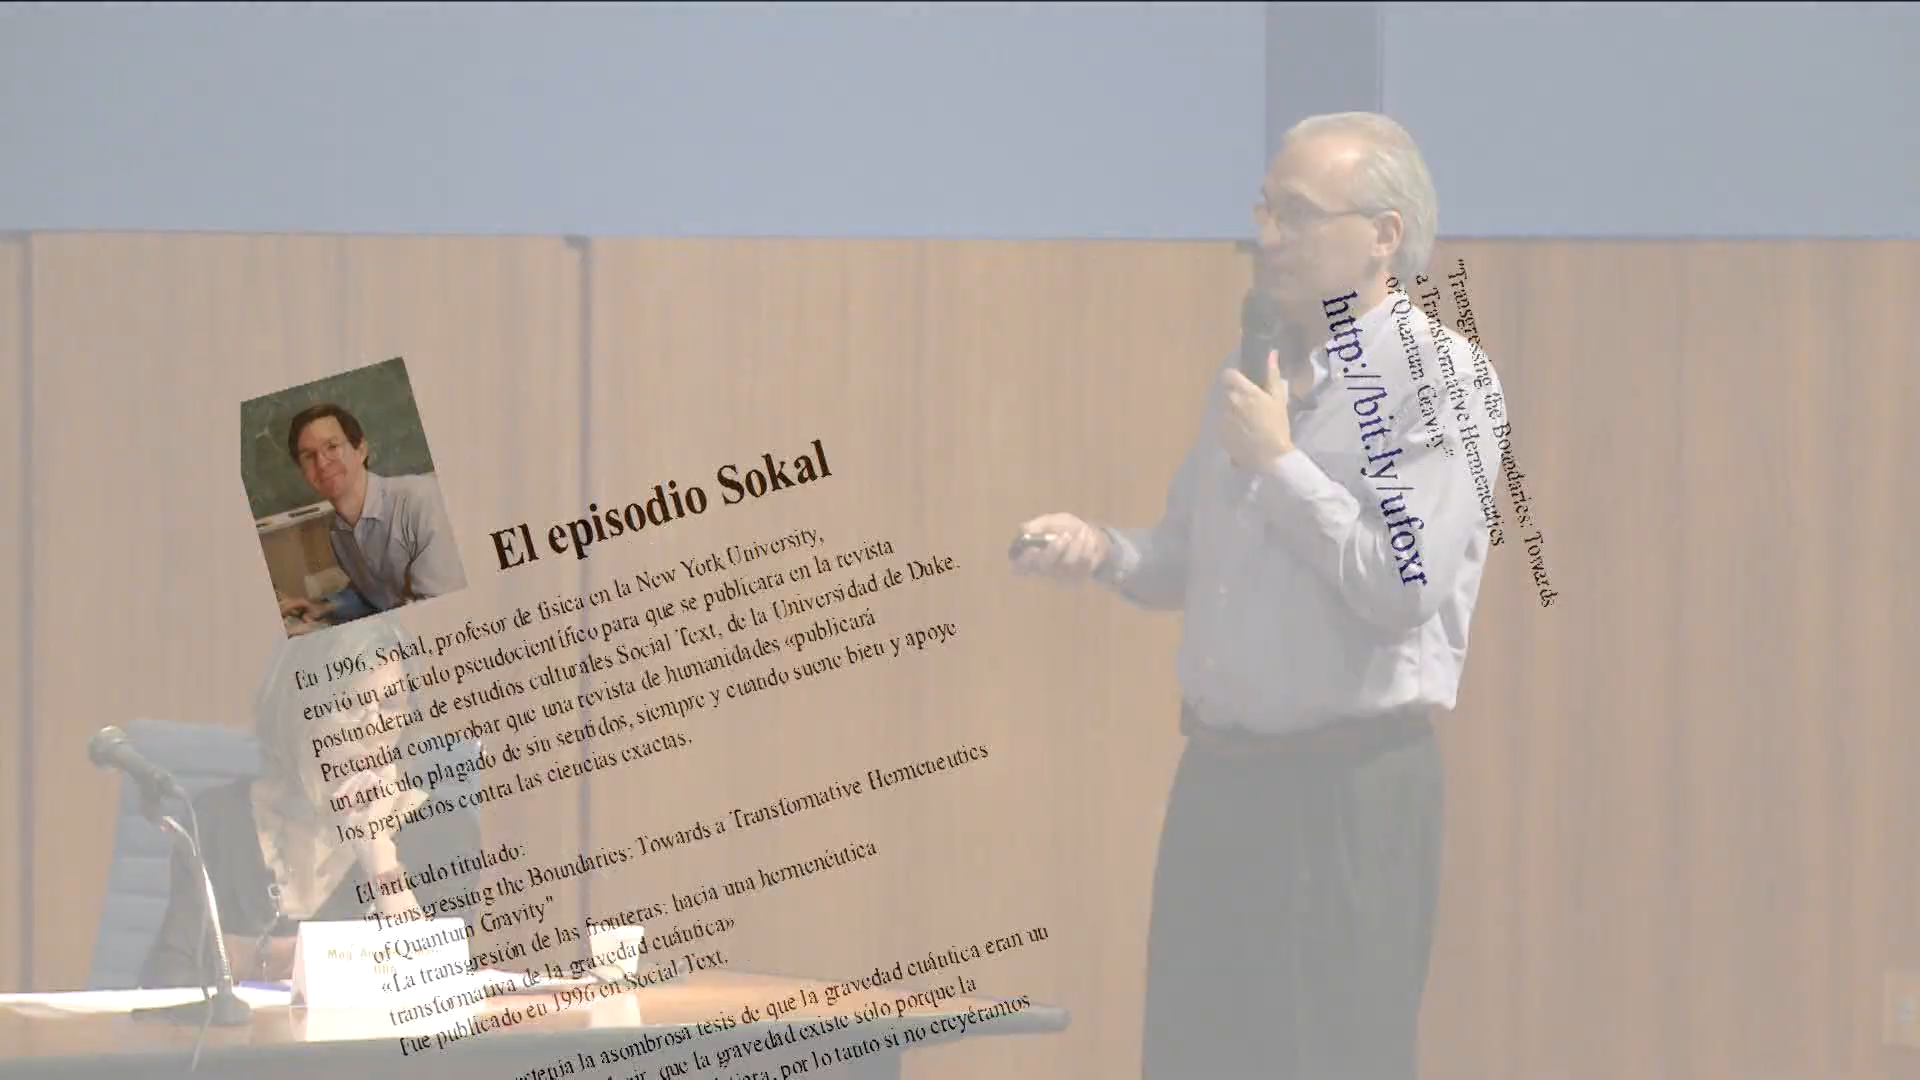 El episodio Sokal
En 1996, Sokal, profesor de física en la New York University,
envió un artículo pseudocientífico para que se publicara en la revista
postmoderna de estudios culturales Social Text, de la Universidad de Duke.
Pretendía comprobar que una revista de humanidades «publicará
un artículo plagado de sin sentidos, siempre y cuando suene bien y apoye
los prejuicios contra las ciencias exactas.
El artículo titulado:
"Transgressing the Boundaries: Towards a Transformative Hermeneutics
of Quantum Gravity"
«La transgresión de las fronteras: hacia una hermenéutica
transformativa de la gravedad cuántica»
Fue publicado en 1996 en Social Text.
la asombrosa tesis de que la gravedad cuántica eran un
que la gravedad existe sólo porque la
por lo tanto si no creyéramos
"Transgressing the Boundaries: Towards
a Transformative Hermeneutics
of Quantum Gravity"
http://bit.ly/ufoxr